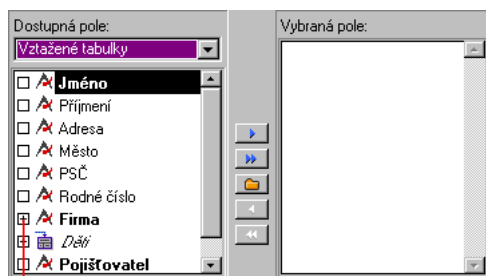 Dostupná pole:
Vybraná pole:
Vztažené tabulky
Jméno
Příjmení
Adresa
Město
PSČ
Rodné číslo
Firma
Děti
Pojišťovatel